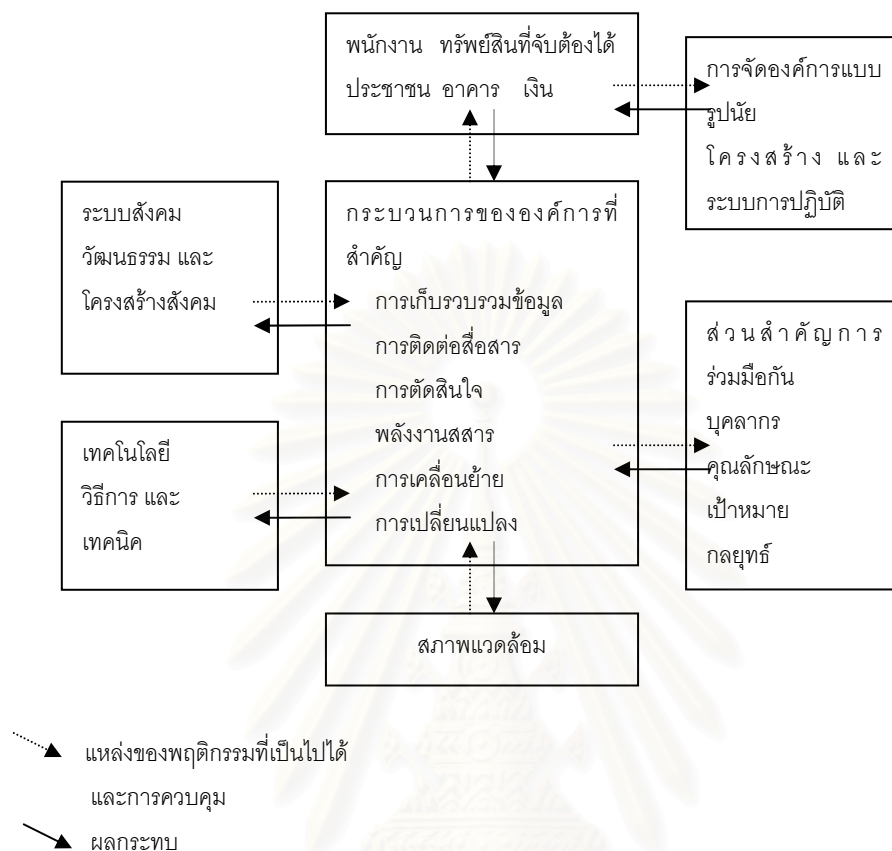 พนักงาน ทรัพย์สินที่จับต้องได้
ประชาชน อาคาร เงิน
การจัดองค์การแบบ
รูปนัย
โครงสร้าง และ
ระบบการปฏิบัติ
ระบบสังคม
วัฒนธรรม และ
โครงสร้างสังคม
กระบวนการขององค์การที่
สำคัญ
การเก็บรวบรวมข้อมูล
การติดต่อสื่อสาร
การตัดสินใจ
พลังงานสสาร
การเคลื่อนย้าย
การเปลี่ยนแปลง
ส่วนสำคัญการ
ร่วมมือกัน
บุคลากร
คุณลักษณะ
เป้าหมาย
กลยุทธ์
เทคโนโลยี
วิธีการ และ
เทคนิค
สภาพแวดล้อม
แหล่งของพฤติกรรมที่เป็นไปได้
และการควบคุม
ผลกระทบ